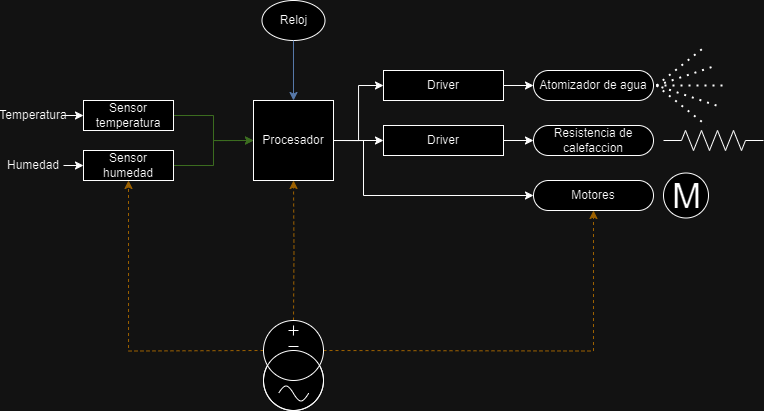 Reloj
Driver
Atomizador de agua
Temperatura
Sensor
temperatura
Procesador
Driver
Resistencia de
calefaccion
Humedad
Sensor
humedad
Motores
M
+
−